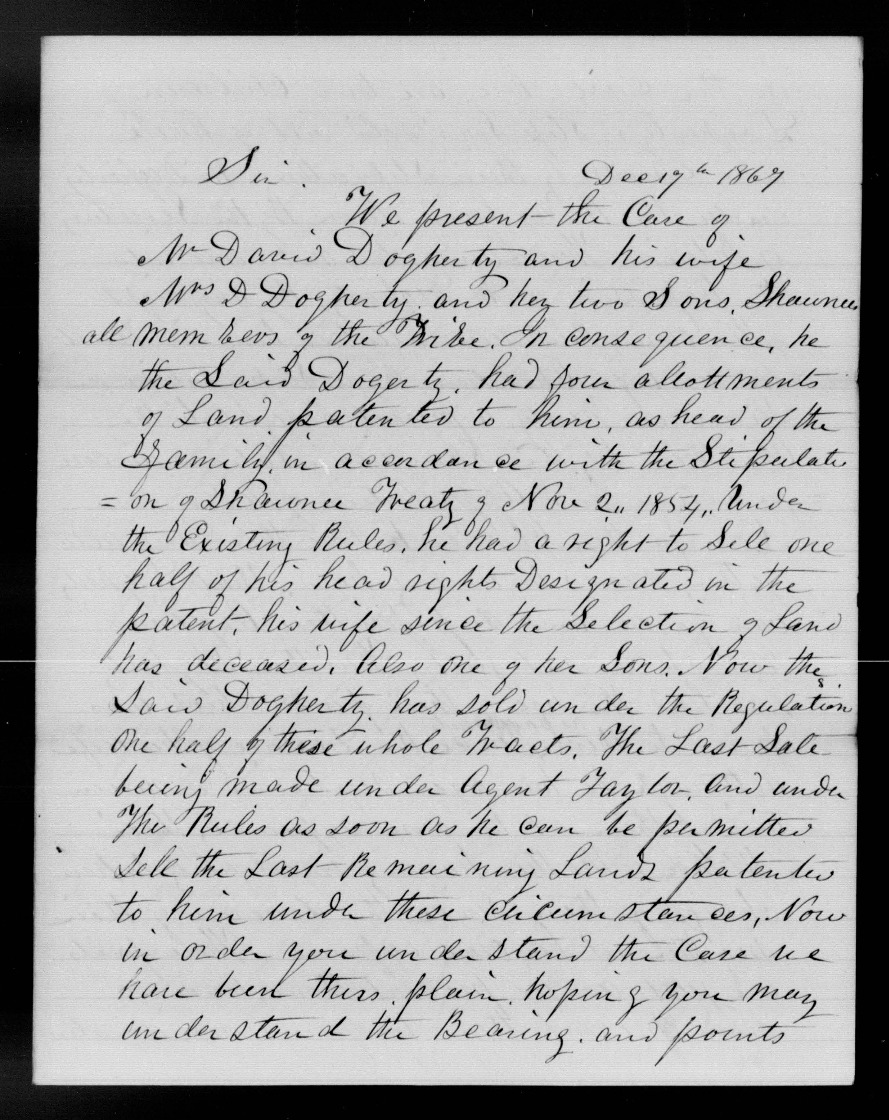 Sir. Dec 17th 1867
We present the Case of
Mr David Dogherty and his wife
Mrs D Dogherty. and her two Sons, Shawnees
all members of the Tribe. In consequence, he
the Said Dogerty. had four allottments
of Land, patented to him, as head of the
Family, in accordance with the Stipulati
= on of Shawnee Treaty of Nov 2,, 1854,, Under
the Existing Rules. he had a right to Sell one
half of his head rights Designated in the
patent, his wife since the Selection of Land
has deceased. Also one of her Sons. Now the
Said Dogherty. has sold under the Regulations
One half of these whole Tracts. The Last Sale
being made under Agent Taylor, and under
The Rules as soon as he can be permitted
Sell the Last Remaining Lands patented
to him under these circumstances, Now
in order you understand the Case we
have been thus. plain. hoping you may
understand the Bearing. and points